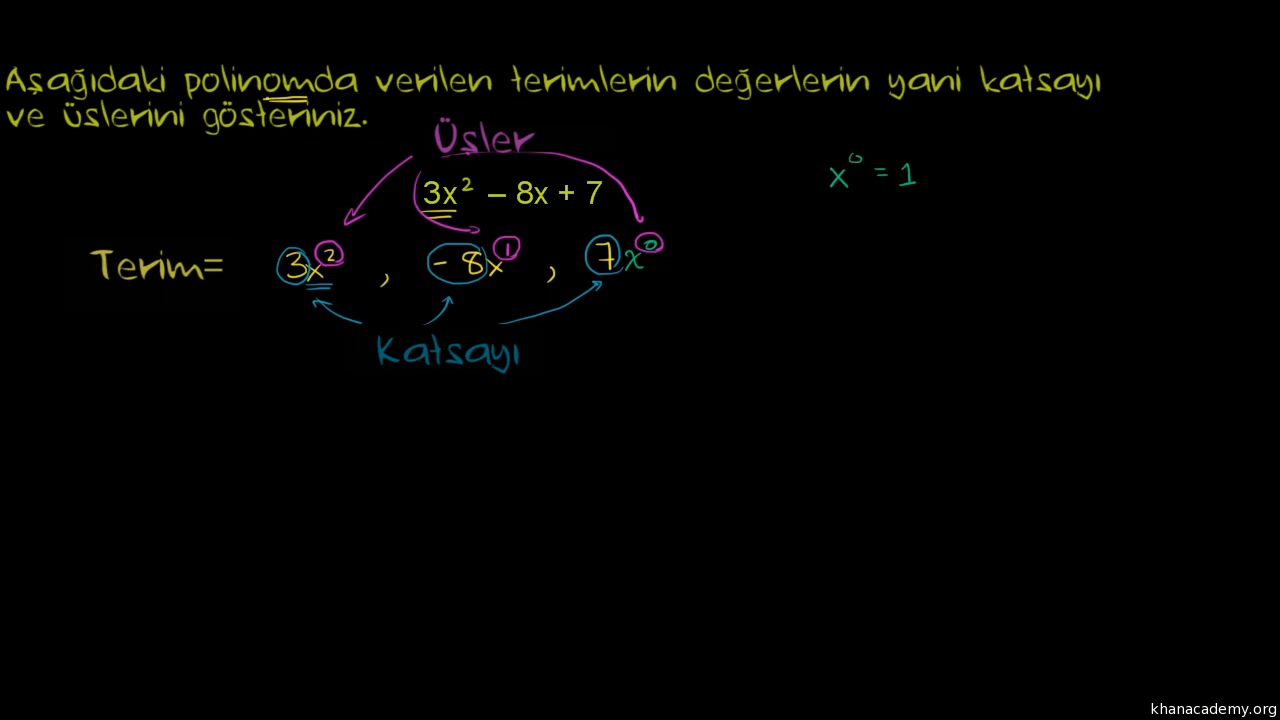 Aşağıdaki polinomda verilen terimlerin değerlerin yani katsayı
ve üslerini gösteriniz.
Üsler
3x² – 8x + 7
x⁰ = 1
Terim= 3x² , -8x¹ , 7x⁰
Katsayı
khanacademy.org